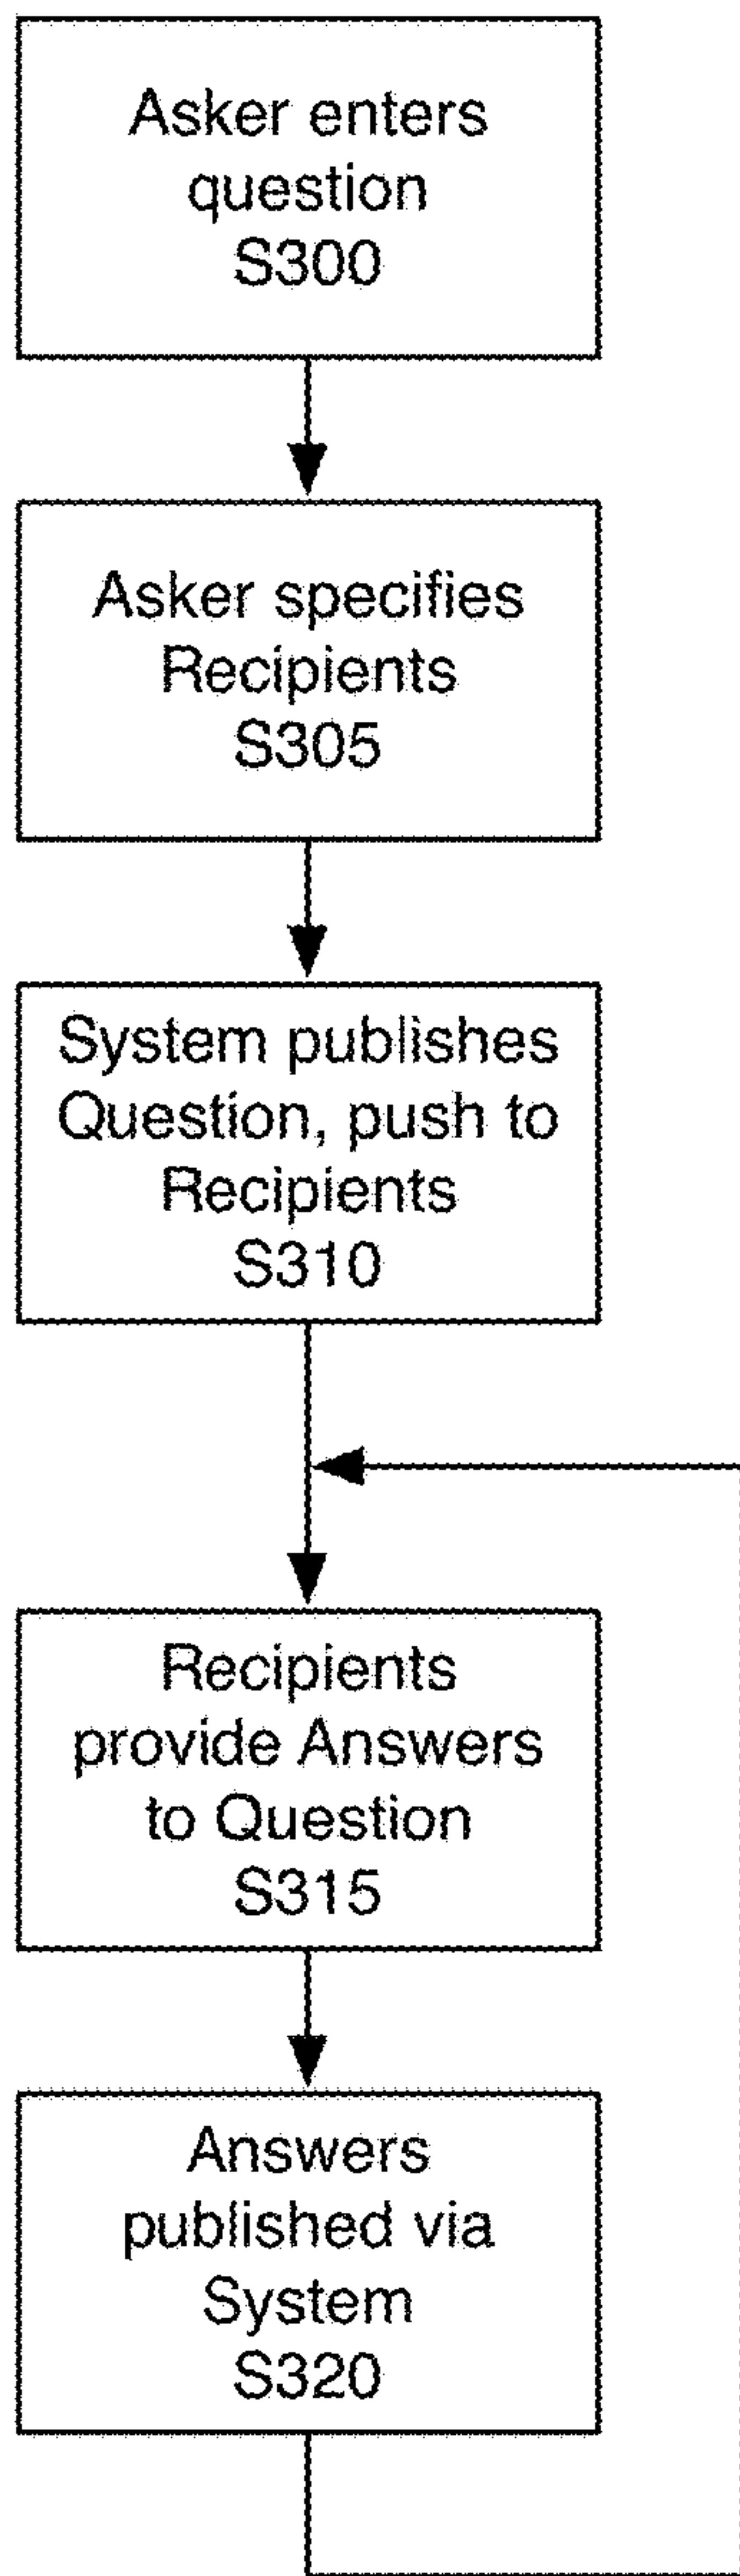 Asker enters
question
S300
Asker specifies
Recipients
S305
System publishes
Question, push to
Recipients
S310
Recipients
provide Answers
to Question
S315
Answers
published via
System
S320